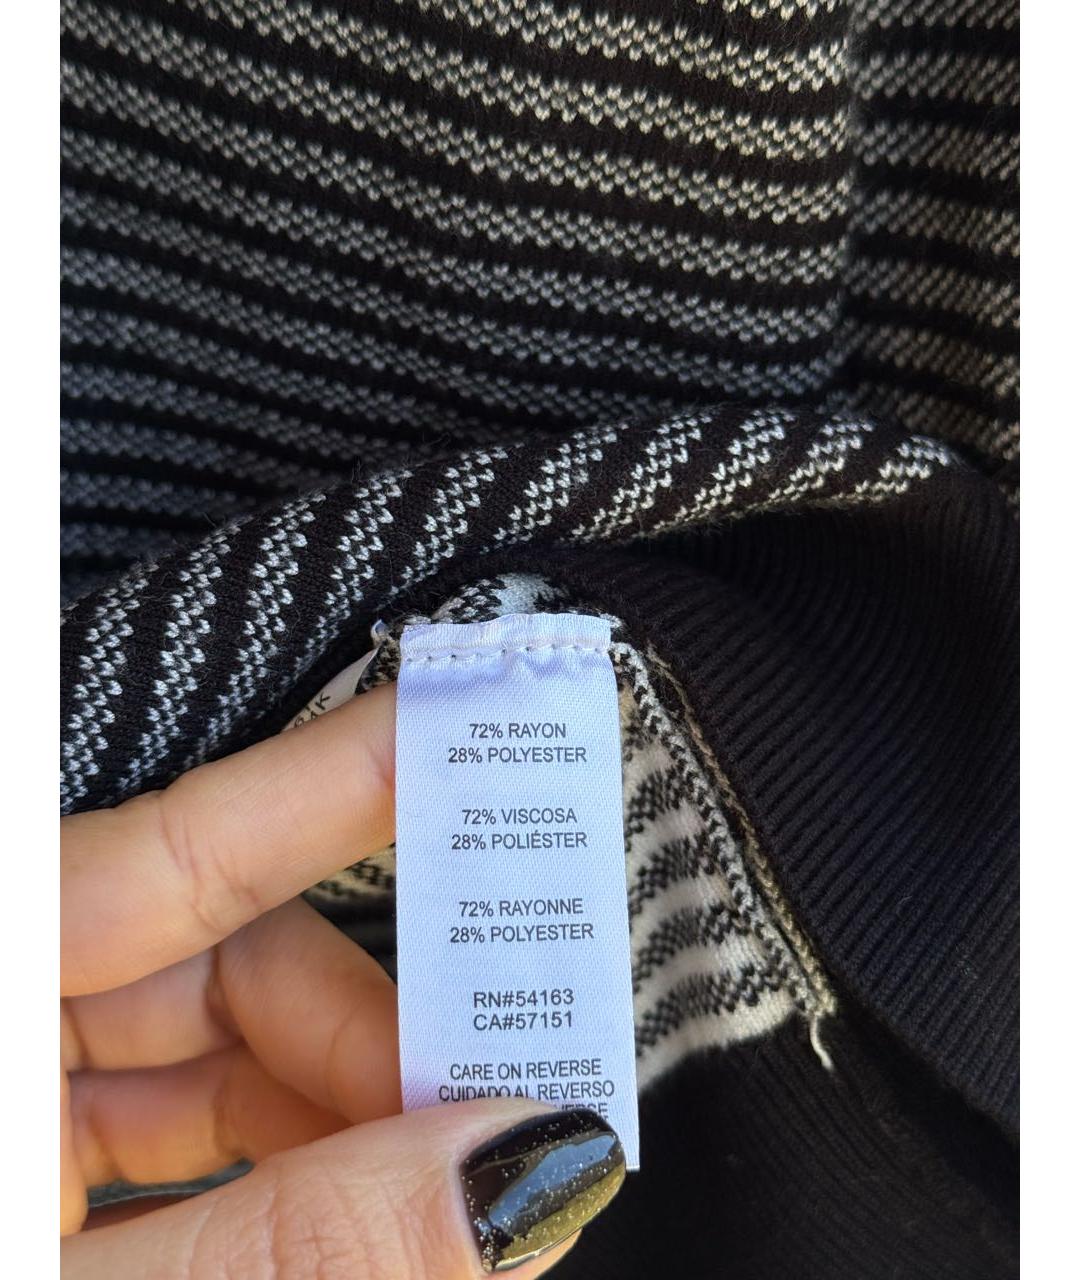 72% RAYON
28% POLYESTER
72% VISCOSA
28% POLIÉSTER
72% RAYONNE
28% POLYESTER
RN#54163
CA#57151
CARE ON REVERSE
CUIDADO AL REVERSO